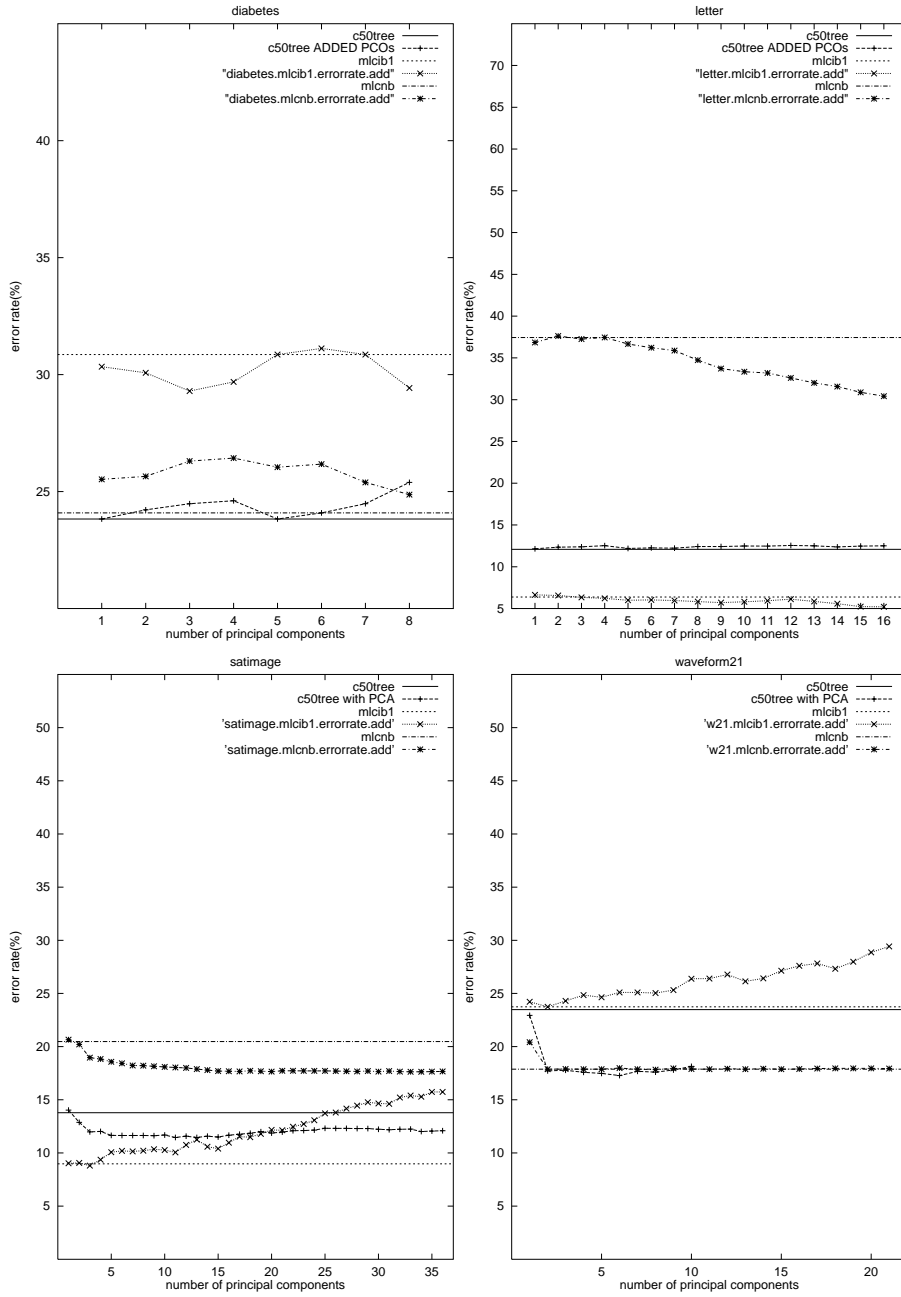 diabetes
c50tree
c50tree ADDED PCOs
mlcib1
"diabetes.mlcib1.errorrate.add"
mlcnb
"diabetes.mlcnb.errorrate.add"
40
35
30
25
error rate(%)
1 2 3 4 5 6 7 8
number of principal components
letter
c50tree
c50tree ADDED PCOs
mlcib1
"letter.mlcib1.errorrate.add"
mlcnb
"letter.mlcnb.errorrate.add"
70
65
60
55
50
45
40
35
30
25
20
15
10
5
error rate(%)
1 2 3 4 5 6 7 8 9 10 11 12 13 14 15 16
number of principal components
satimage
c50tree
c50tree with PCA
mlcib1
'satimage.mlcib1.errorrate.add'
mlcnb
'satimage.mlcnb.errorrate.add'
50
45
40
35
30
25
20
15
10
5
error rate(%)
5 10 15 20 25 30 35
number of principal components
waveform21
c50tree
c50tree with PCA
mlcib1
'w21.mlcib1.errorrate.add'
mlcnb
'w21.mlcnb.errorrate.add'
50
45
40
35
30
25
20
15
10
5
error rate(%)
5 10 15 20
number of principal components